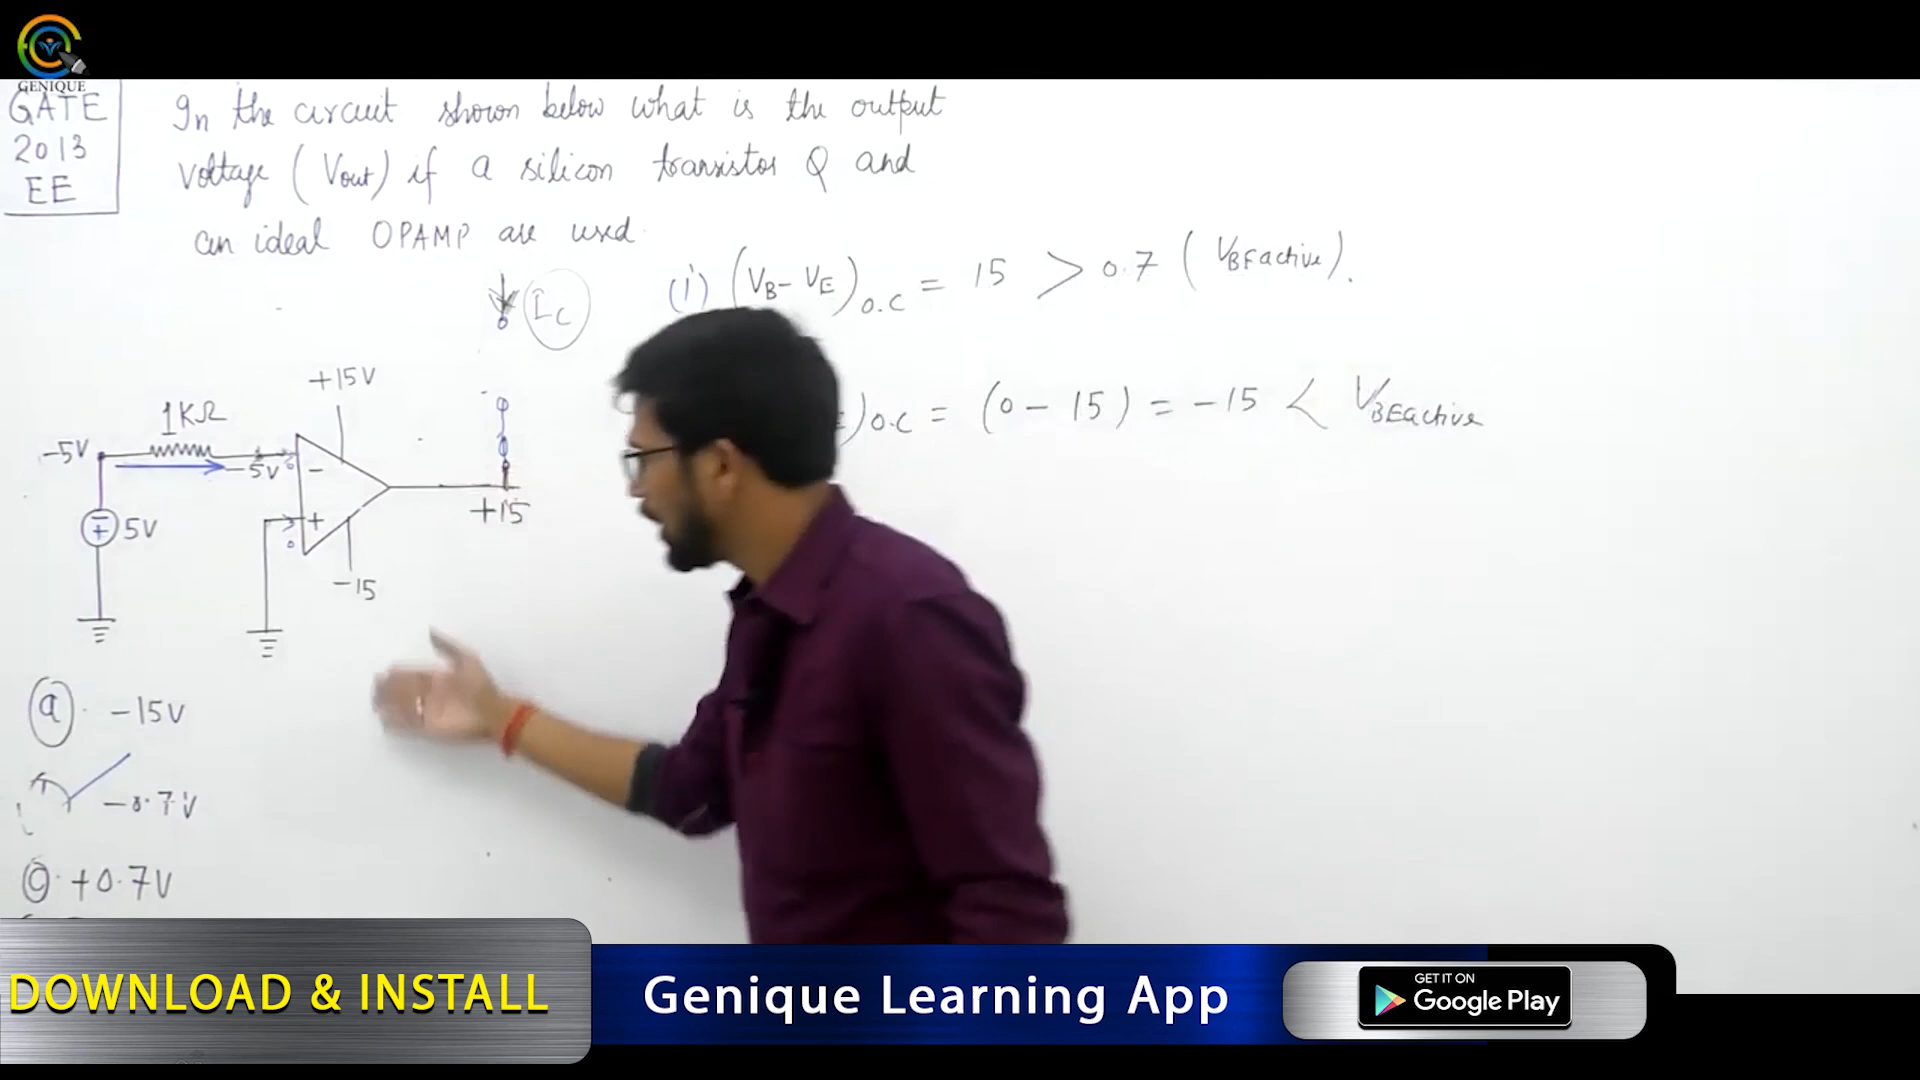 GENIQUE
GATE
2013
EE
In the circuit shown below what is the output
voltage (Vout) if a silicon transistor Q and
an ideal OPAMP are used.
(i) (VB - VE)O.C = 15 > 0.7 (VBEactive).
)O.C = (0 - 15) = -15 < VBEactive
IC
+15V
1KΩ
-5V
-5V
-
+
5V
+15
-15
a. -15V
-0.7V
C. +0.7V
DOWNLOAD & INSTALL
Genique Learning App
GET IT ON
Google Play